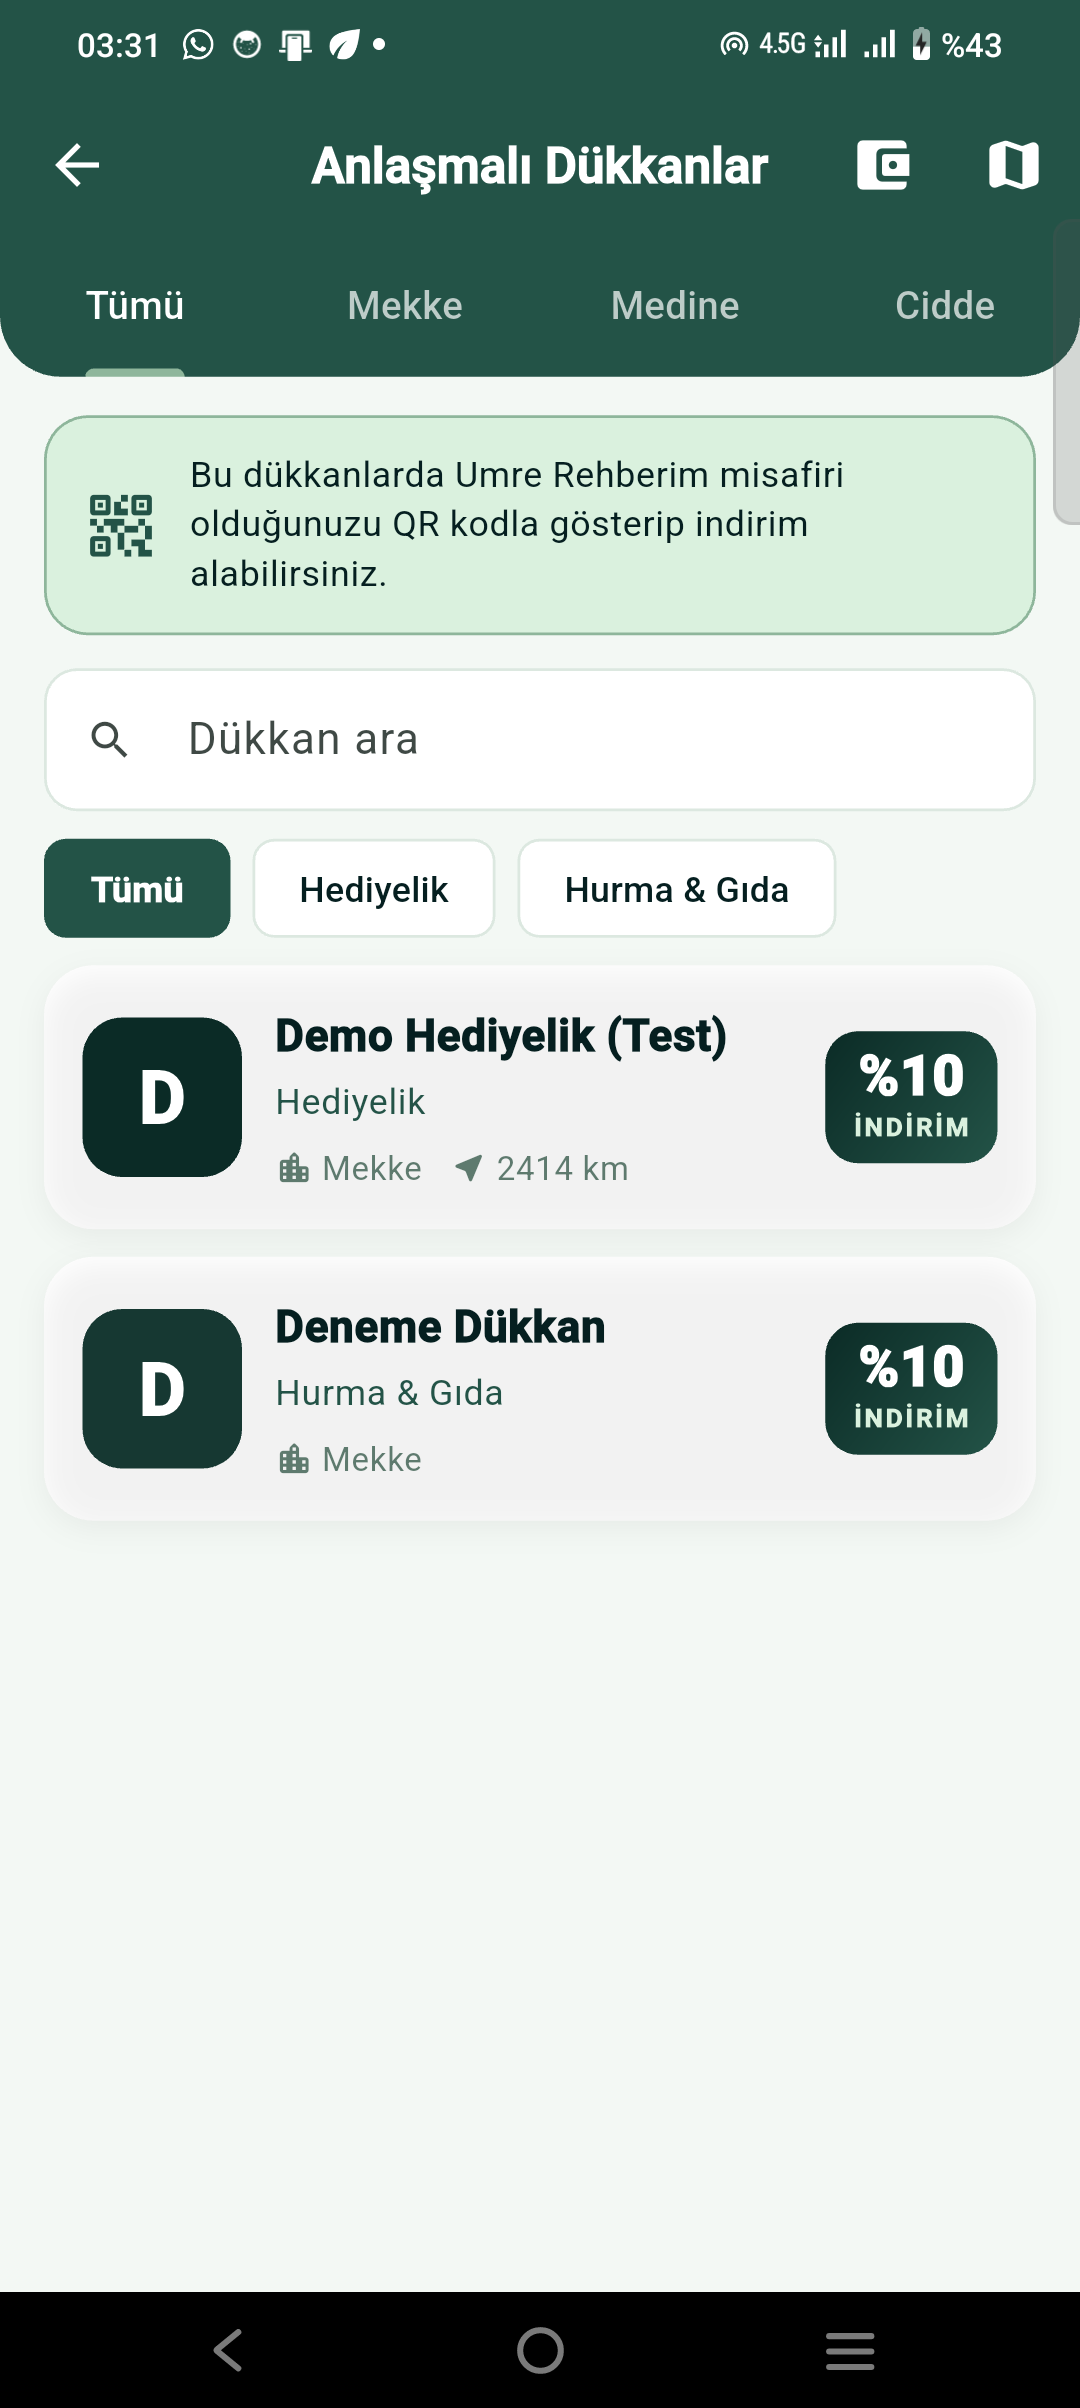 03:31
4.5G
%43
Anlaşmalı Dükkanlar
Tümü
Mekke
Medine
Cidde
Bu dükkanlarda Umre Rehberim misafiri
olduğunuzu QR kodla gösterip indirim
alabilirsiniz.
Dükkan ara
Tümü
Hediyelik
Hurma & Gıda
D
Demo Hediyelik (Test)
Hediyelik
Mekke
2414 km
%10
İNDİRİM
D
Deneme Dükkan
Hurma & Gıda
Mekke
%10
İNDİRİM